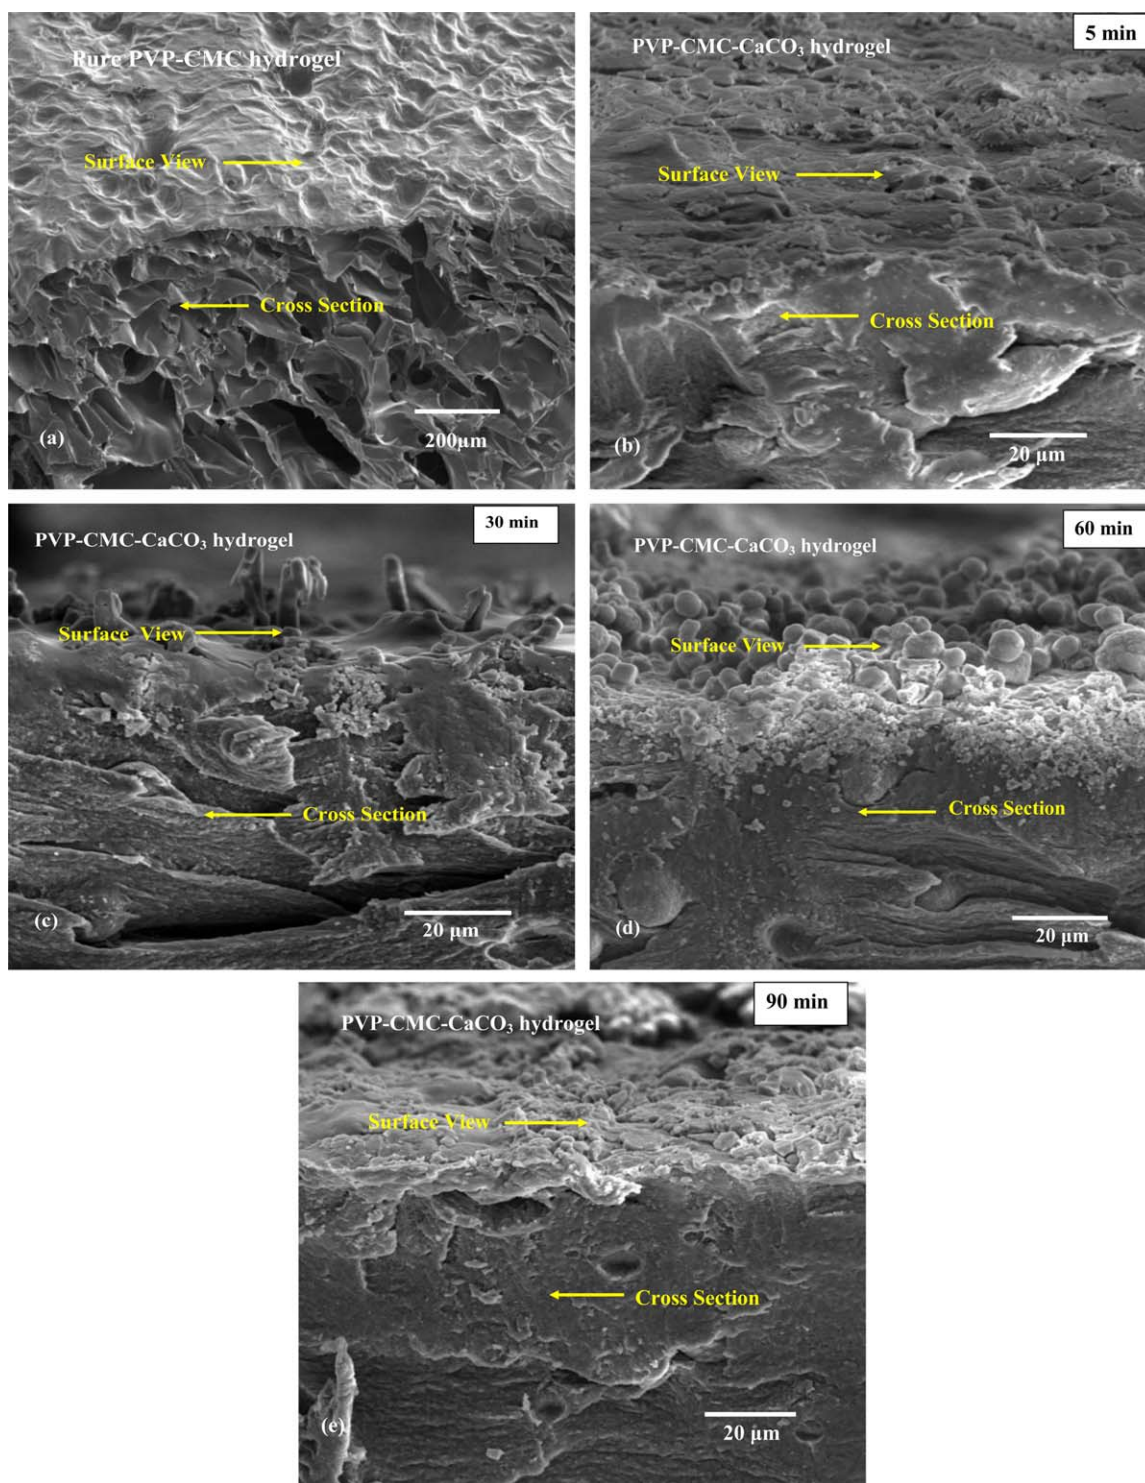 Pure PVP-CMC hydrogel
Surface View
Cross Section
200µm
(a)
5 min
PVP-CMC-CaCO₃ hydrogel
Surface View
Cross Section
20 µm
(b)
30 min
PVP-CMC-CaCO₃ hydrogel
Surface View
Cross Section
20 µm
(c)
60 min
PVP-CMC-CaCO₃ hydrogel
Surface View
Cross Section
20 µm
(d)
90 min
PVP-CMC-CaCO₃ hydrogel
Surface View
Cross Section
20 µm
(e)